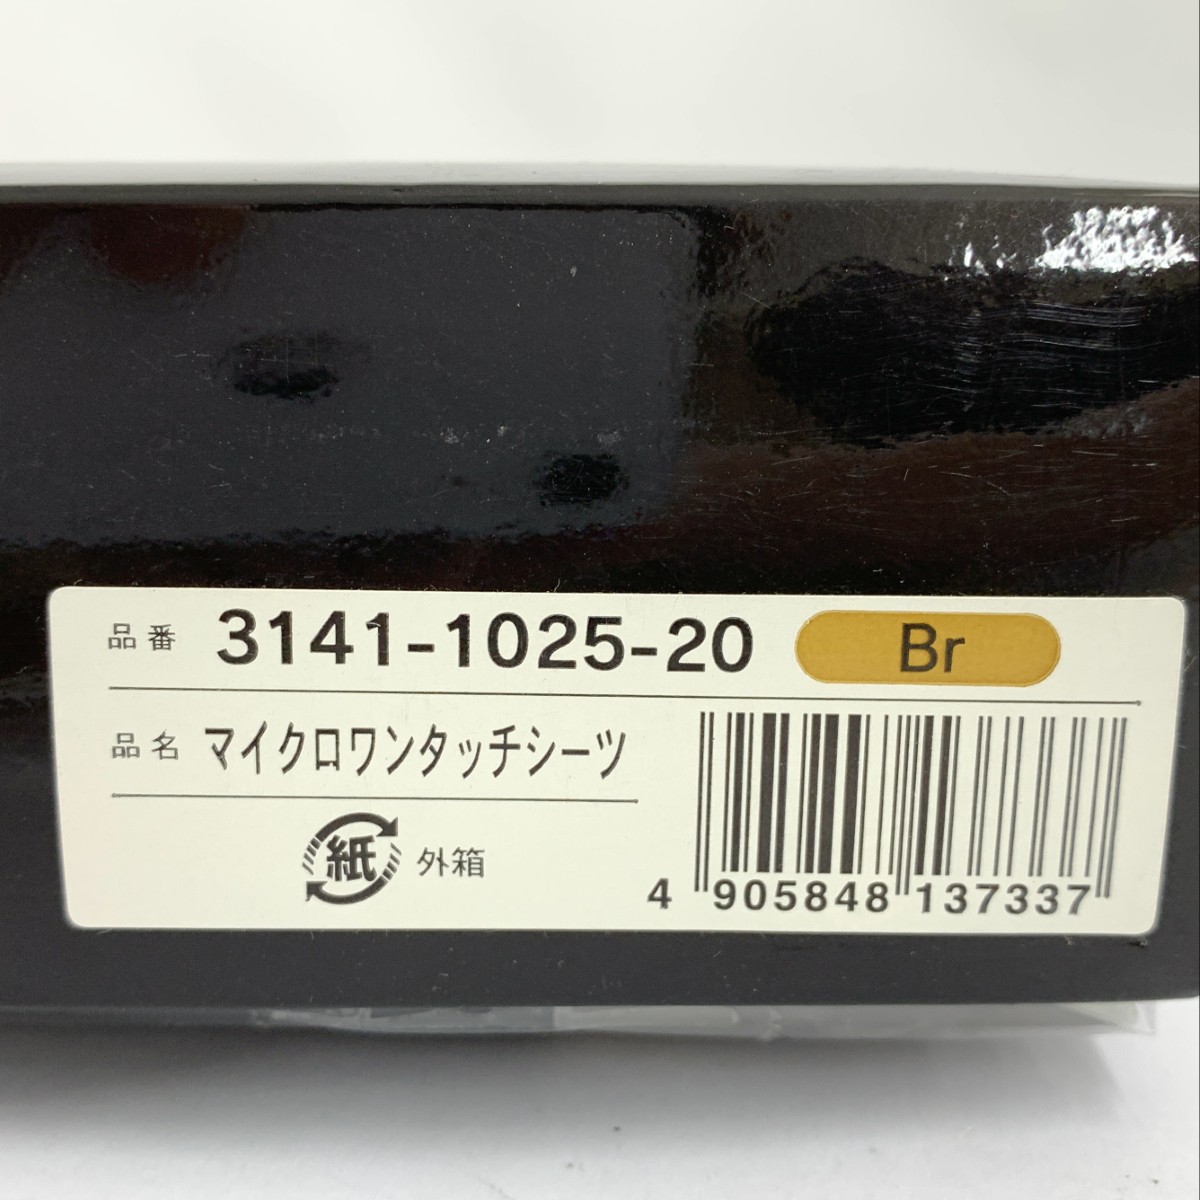 品番 3141-1025-20 Br
品名 マイクロワンタッチシーツ
紙 外箱
4 905848 137337